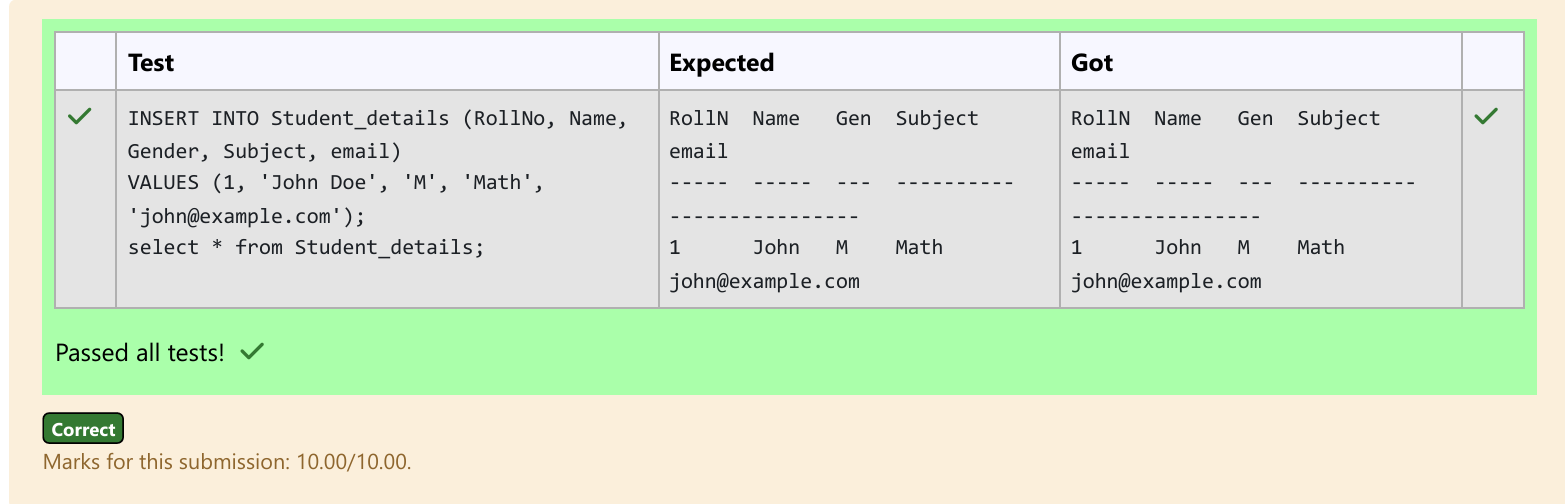 Test Expected Got
INSERT INTO Student_details (RollNo, Name,
Gender, Subject, email)
VALUES (1, 'John Doe', 'M', 'Math',
'john@example.com');
select * from Student_details;
RollN  Name   Gen  Subject
email
-----  -----  ---  ----------
----------------
1      John   M    Math
john@example.com
RollN  Name   Gen  Subject
email
-----  -----  ---  ----------
----------------
1      John   M    Math
john@example.com
Passed all tests!
Correct
Marks for this submission: 10.00/10.00.